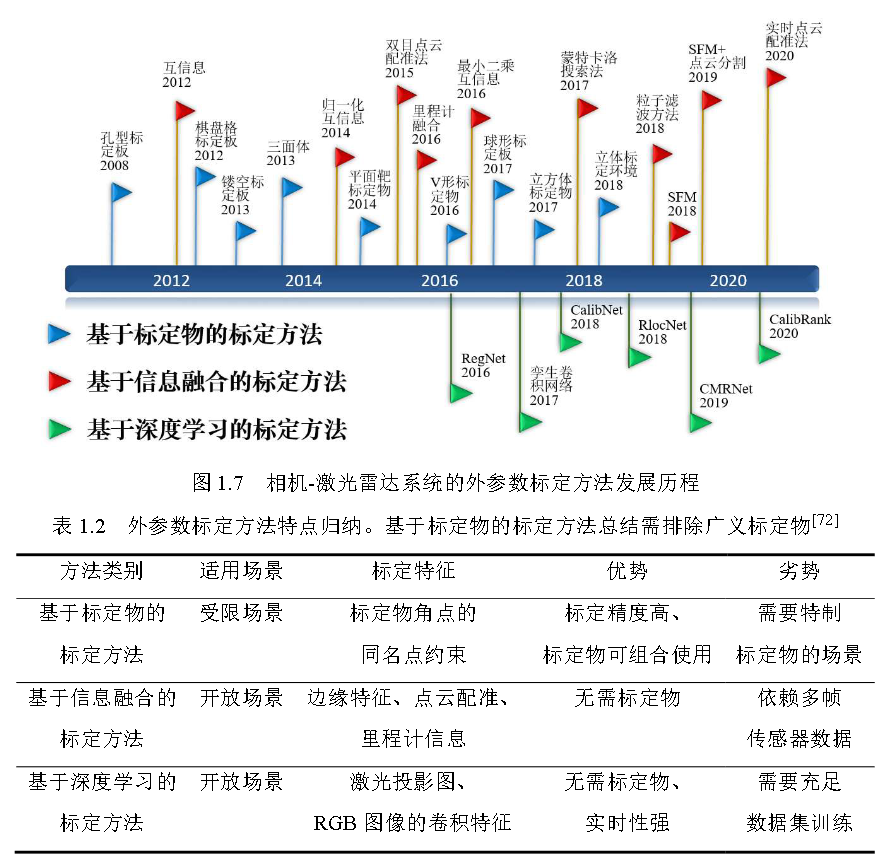 孔型标
定板
2008
互信息
2012
棋盘格
标定板
2012
镂空标
定板
2013
三面体
2013
归一化
互信息
2014
平面靶
标定物
2014
双目点云
配准法
2015
里程计
融合
2016
V形标
定物
2016
最小二乘
互信息
2016
球形标
定板
2017
立方体
标定物
2017
蒙特卡洛
搜索法
2017
立体标
定环境
2018
粒子滤
波方法
2018
SFM
2018
SFM+
点云分割
2019
实时点云
配准法
2020
2012 2014 2016 2018 2020
基于标定物的标定方法
基于信息融合的标定方法
基于深度学习的标定方法
RegNet
2016
孪生卷
积网络
2017
CalibNet
2018
RlocNet
2018
CMRNet
2019
CalibRank
2020
图 1.7 相机-激光雷达系统的外参数标定方法发展历程
表 1.2 外参数标定方法特点归纳。基于标定物的标定方法总结需排除广义标定物[72]
方法类别 适用场景 标定特征 优势 劣势
基于标定物的 受限场景 标定物角点的 标定精度高、 需要特制
标定方法 同名点约束 标定物可组合使用 标定物的场景
基于信息融合的 开放场景 边缘特征、点云配准、 无需标定物 依赖多帧
标定方法 里程计信息 传感器数据
基于深度学习的 开放场景 激光投影图、 无需标定物、 需要充足
标定方法 RGB 图像的卷积特征 实时性强 数据集训练